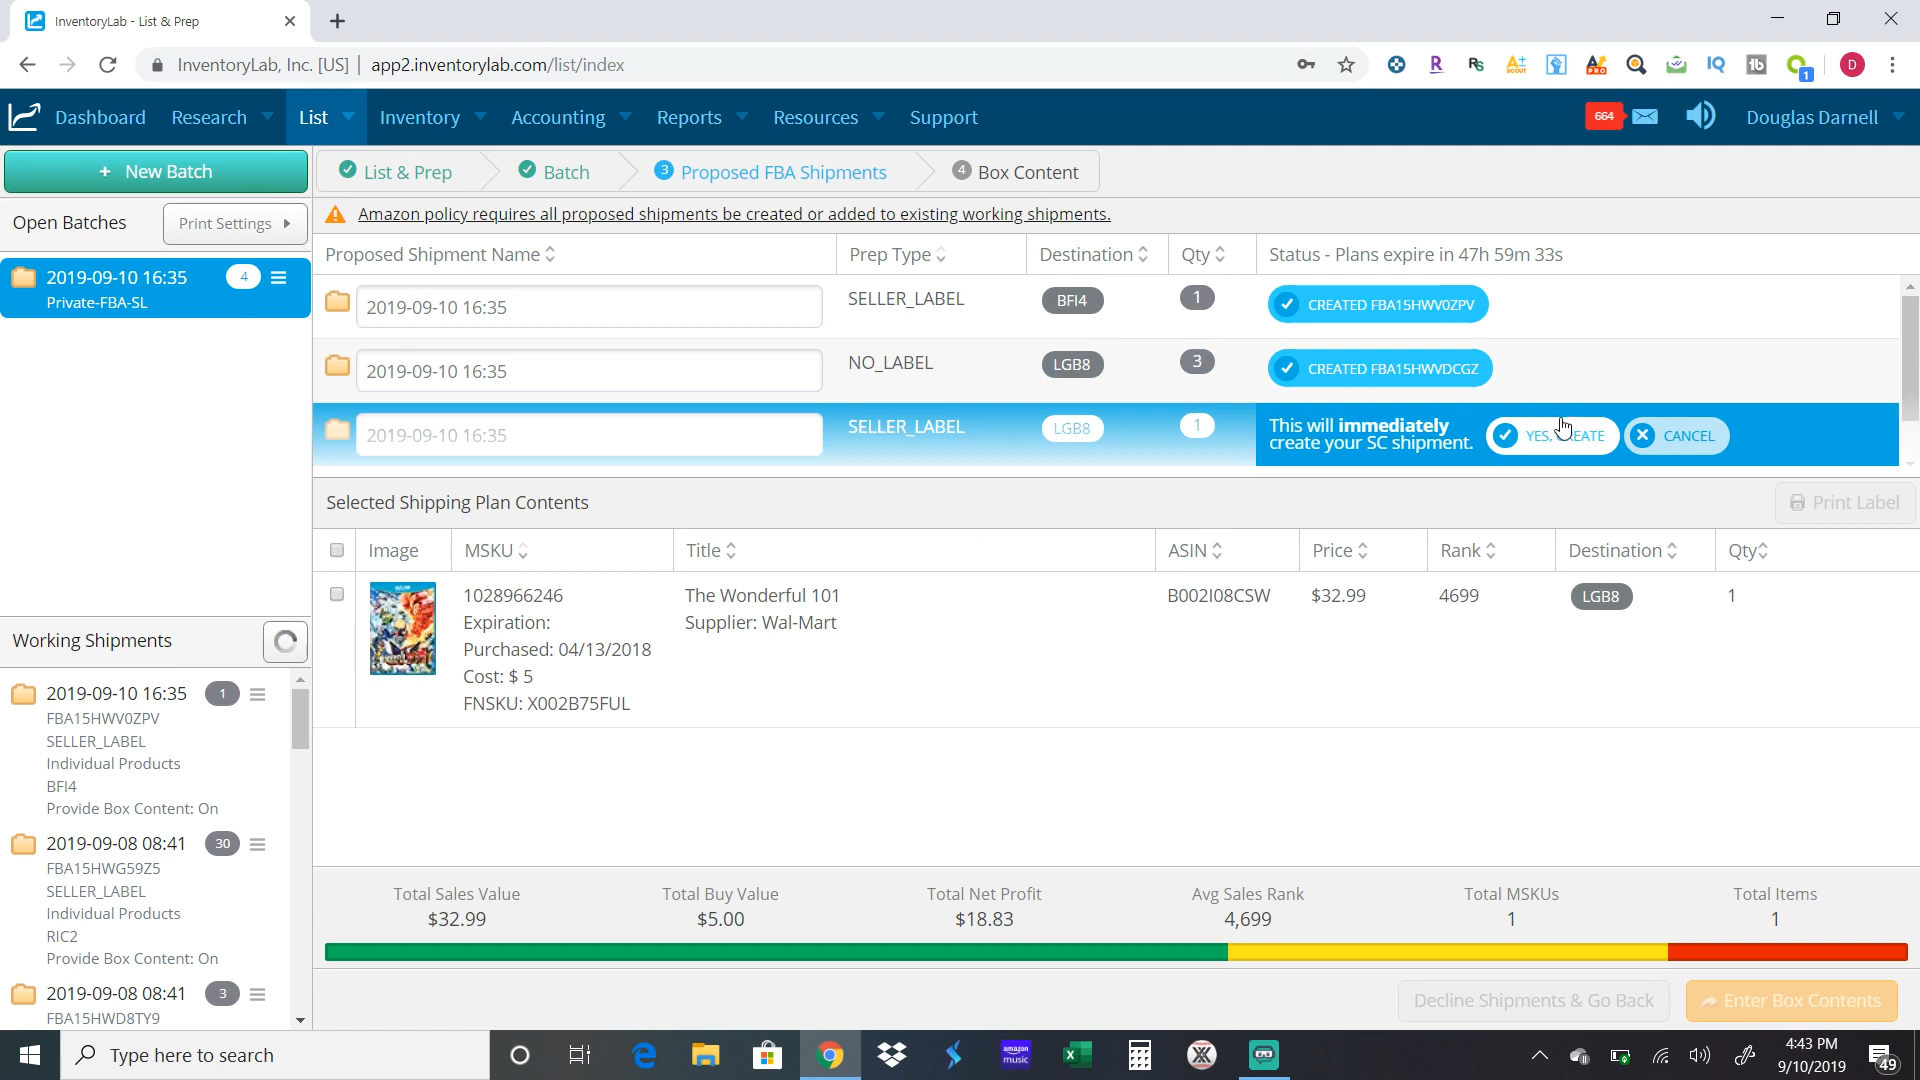 InventoryLab - List & Prep
InventoryLab, Inc. [US] | app2.inventorylab.com/list/index
Dashboard Research List Inventory Accounting Reports Resources Support 664 Douglas Darnell
+ New Batch
List & Prep Batch 3 Proposed FBA Shipments 4 Box Content
Open Batches Print Settings
Amazon policy requires all proposed shipments be created or added to existing working shipments.
Proposed Shipment Name Prep Type Destination Qty Status - Plans expire in 47h 59m 33s
2019-09-10 16:35 4
Private-FBA-SL
2019-09-10 16:35 SELLER_LABEL BFI4 1 CREATED FBA15HWV0ZPV
2019-09-10 16:35 NO_LABEL LGB8 3 CREATED FBA15HWVDCGZ
2019-09-10 16:35 SELLER_LABEL LGB8 1 This will immediately
create your SC shipment. YES, CANCEL
Selected Shipping Plan Contents Print Label
Image MSKU Title ASIN Price Rank Destination Qty
1028966246 The Wonderful 101 B002I08CSW $32.99 4699 LGB8 1
Expiration: Supplier: Wal-Mart
Purchased: 04/13/2018
Cost: $ 5
FNSKU: X002B75FUL
Working Shipments
2019-09-10 16:35 1
FBA15HWV0ZPV
SELLER_LABEL
Individual Products
BFI4
Provide Box Content: On
2019-09-08 08:41 30
FBA15HWG59Z5
SELLER_LABEL
Individual Products
RIC2
Provide Box Content: On
2019-09-08 08:41 3
FBA15HWD8TY9
Total Sales Value Total Buy Value Total Net Profit Avg Sales Rank Total MSKUs Total Items
$32.99 $5.00 $18.83 4,699 1 1
Decline Shipments & Go Back Enter Box Contents
Type here to search
amazon
music
4:43 PM
9/10/2019
49